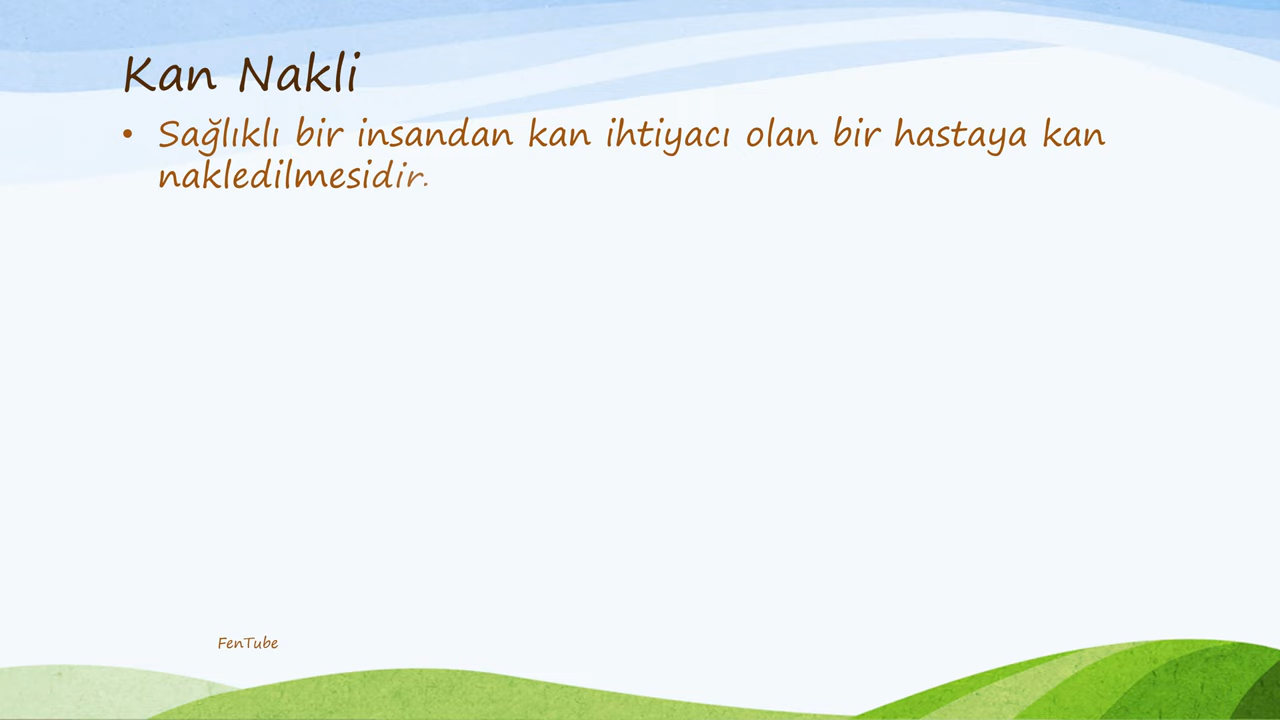 Kan Nakli
• Sağlıklı bir insandan kan ihtiyacı olan bir hastaya kan
nakledilmesidir.
FenTube